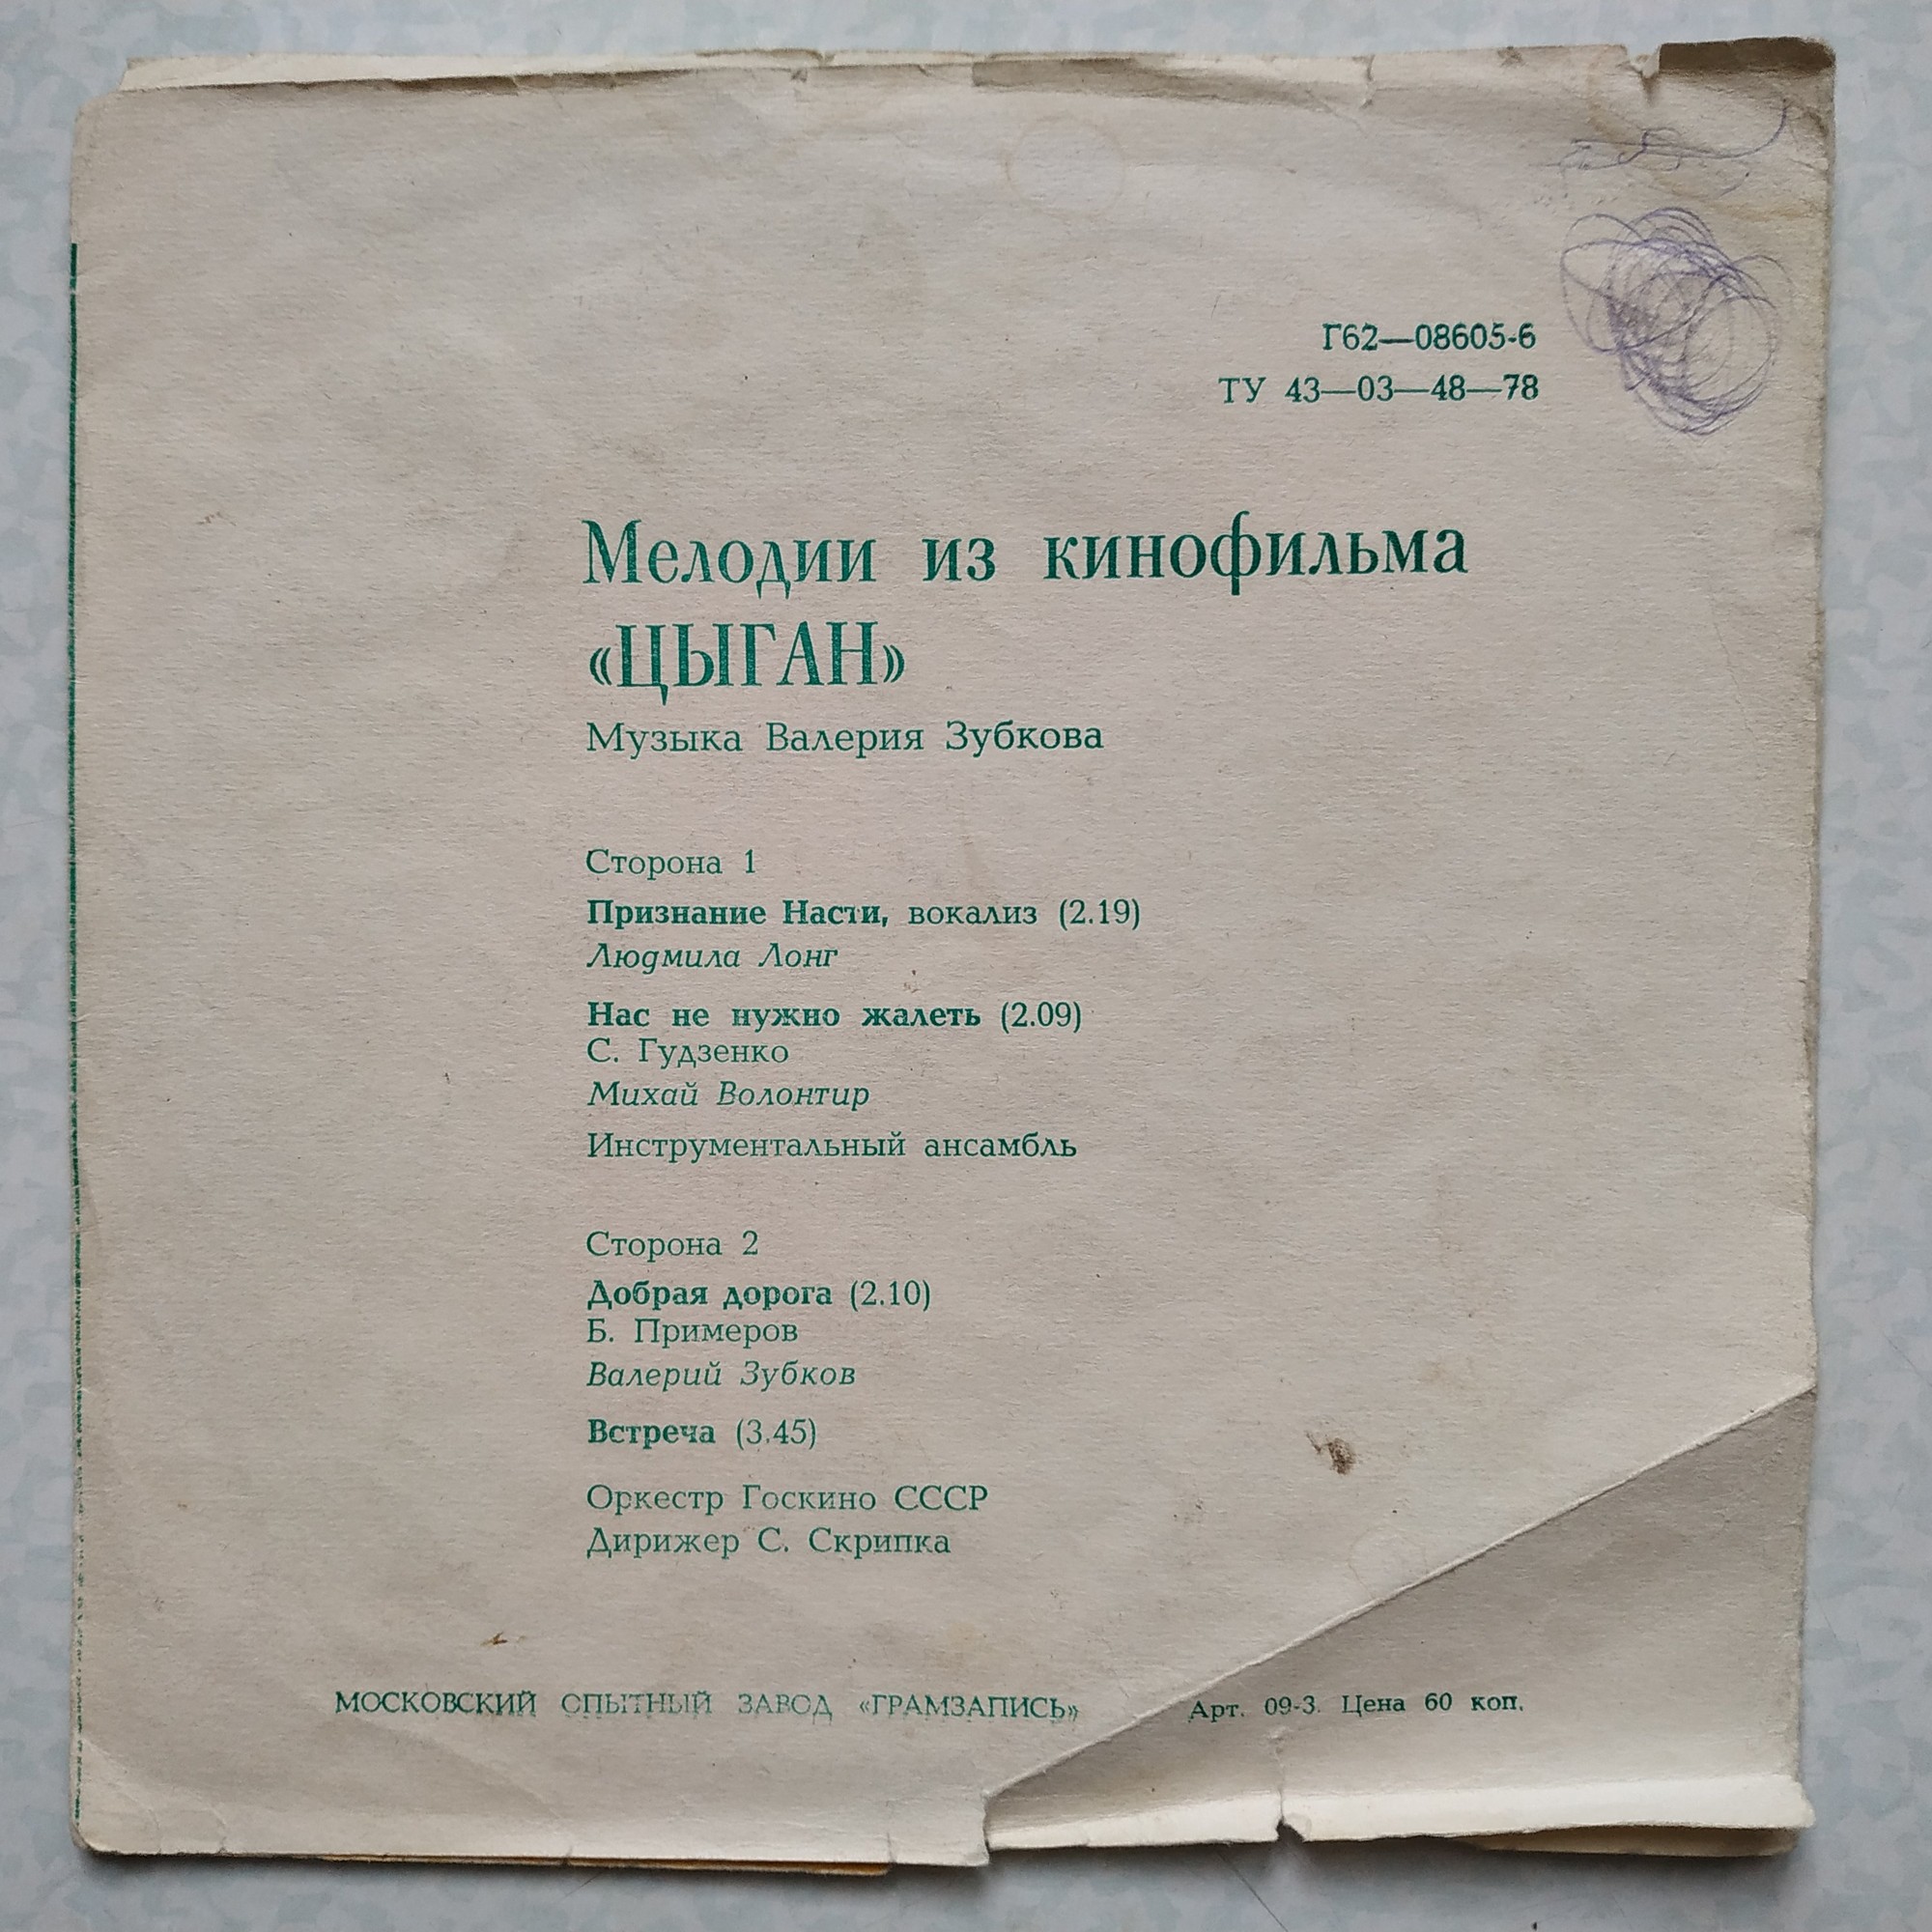 Г62—08605-6
ТУ 43—03—48—78
Мелодии из кинофильма
«ЦЫГАН»
Музыка Валерия Зубкова
Сторона 1
Признание Насти, вокализ (2.19)
Людмила Лонг
Нас не нужно жалеть (2.09)
С. Гудзенко
Михай Волонтир
Инструментальный ансамбль
Сторона 2
Добрая дорога (2.10)
Б. Примеров
Валерий Зубков
Встреча (3.45)
Оркестр Госкино СССР
Дирижер С. Скрипка
МОСКОВСКИЙ ОПЫТНЫЙ ЗАВОД «ГРАМЗАПИСЬ» Арт. 09-3. Цена 60 коп.